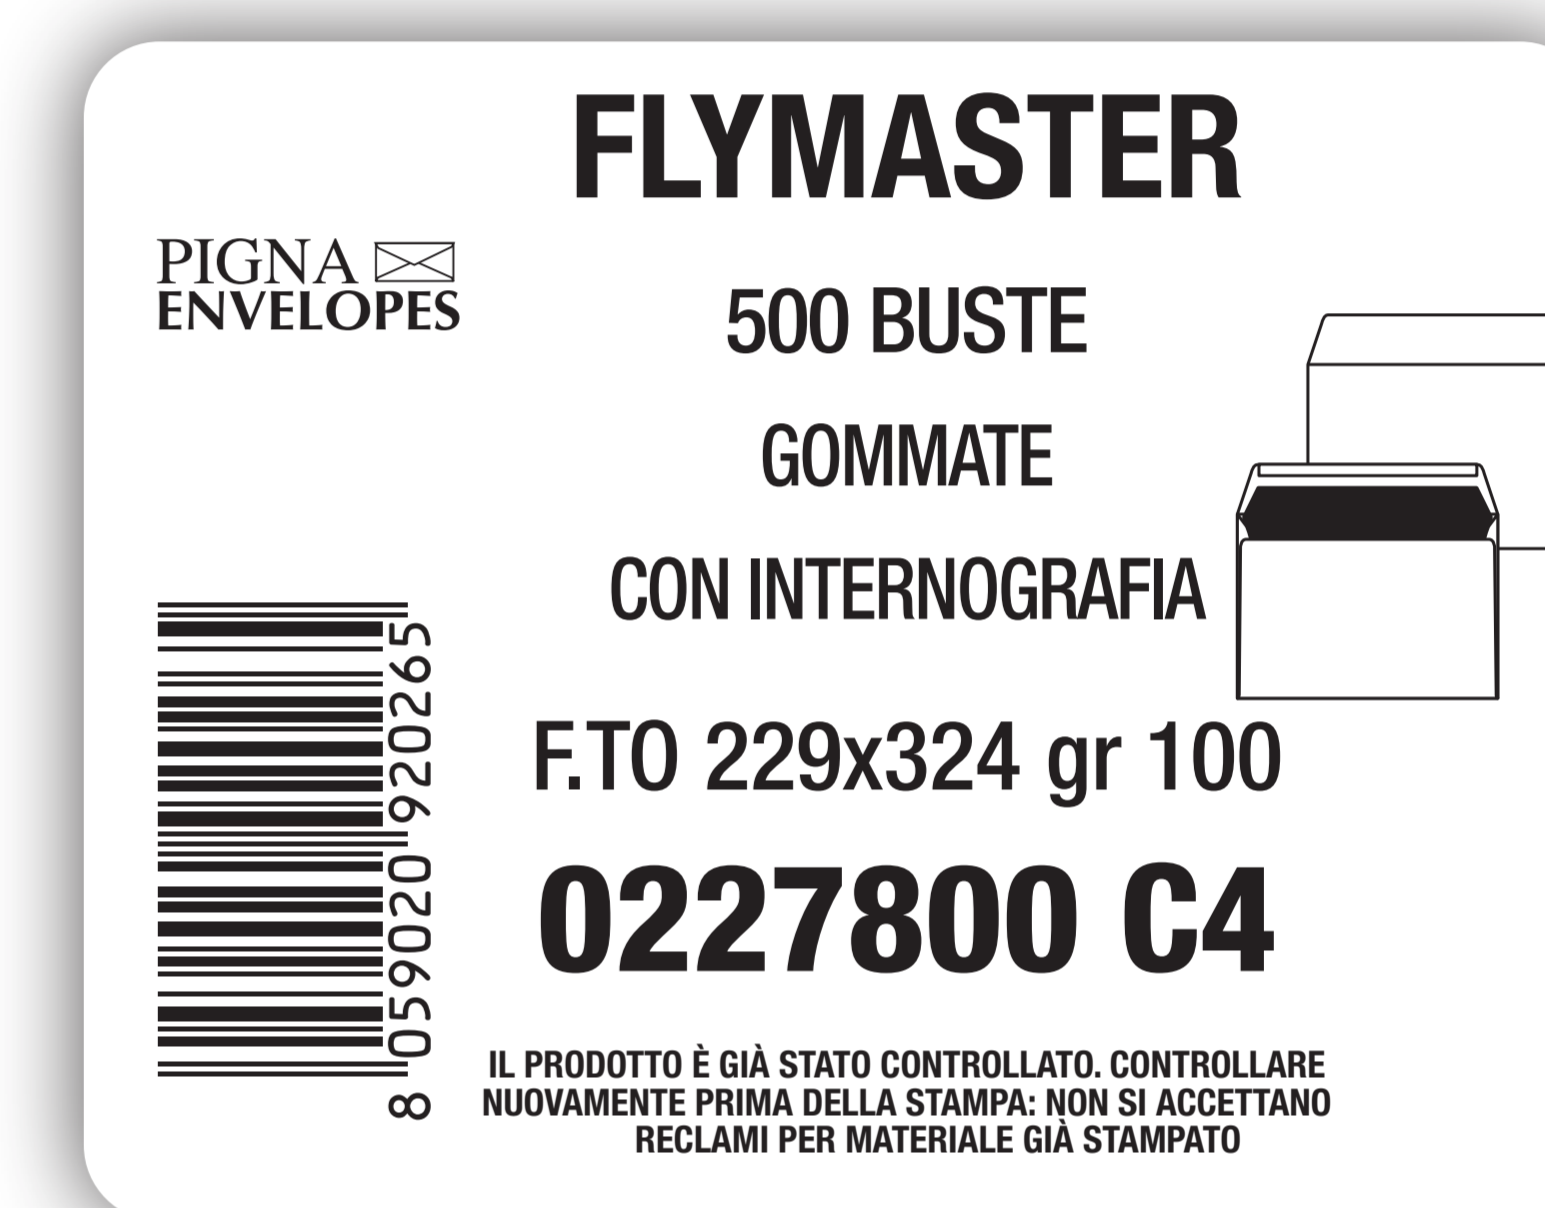 FLYMASTER
PIGNA
ENVELOPES
500 BUSTE
GOMMATE
CON INTERNOGRAFIA
F.TO 229x324 gr 100
0227800 C4
8 059020 920265
IL PRODOTTO È GIÀ STATO CONTROLLATO. CONTROLLARE
NUOVAMENTE PRIMA DELLA STAMPA: NON SI ACCETTANO
RECLAMI PER MATERIALE GIÀ STAMPATO